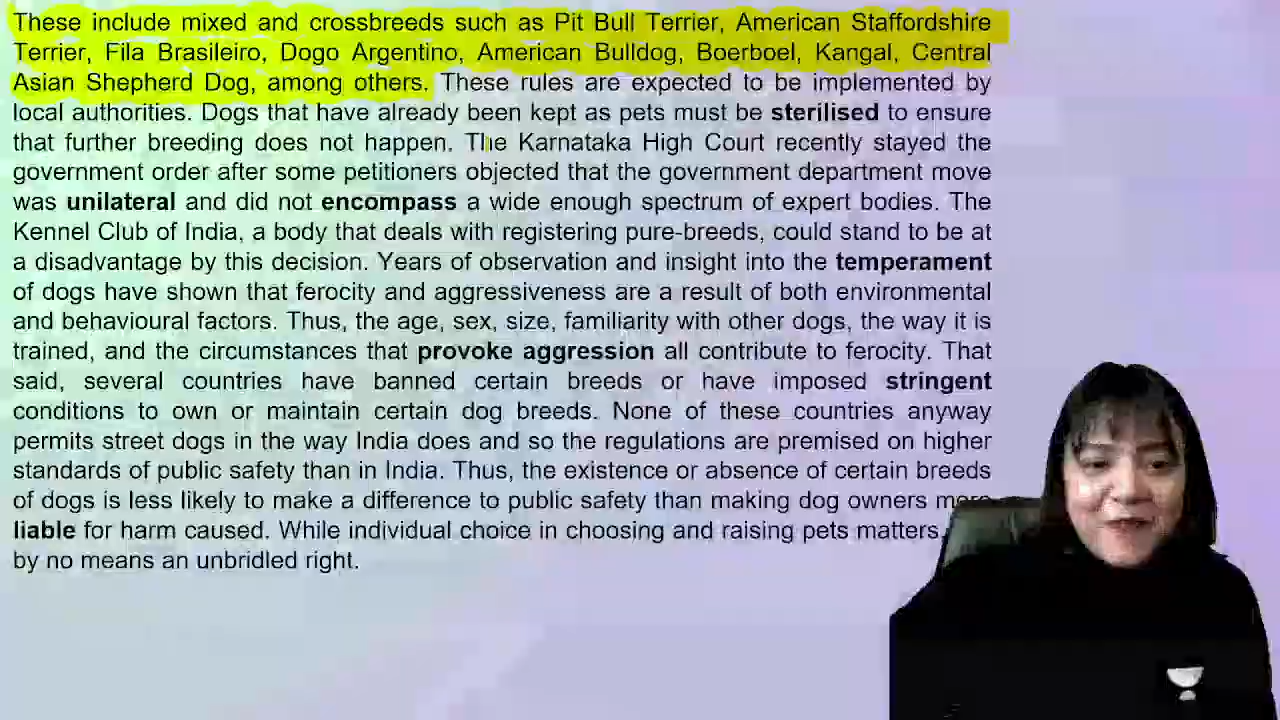 These include mixed and crossbreeds such as Pit Bull Terrier, American Staffordshire
Terrier, Fila Brasileiro, Dogo Argentino, American Bulldog, Boerboel, Kangal, Central
Asian Shepherd Dog, among others. These rules are expected to be implemented by
local authorities. Dogs that have already been kept as pets must be sterilised to ensure
that further breeding does not happen. The Karnataka High Court recently stayed the
government order after some petitioners objected that the government department move
was unilateral and did not encompass a wide enough spectrum of expert bodies. The
Kennel Club of India, a body that deals with registering pure-breeds, could stand to be at
a disadvantage by this decision. Years of observation and insight into the temperament
of dogs have shown that ferocity and aggressiveness are a result of both environmental
and behavioural factors. Thus, the age, sex, size, familiarity with other dogs, the way it is
trained, and the circumstances that provoke aggression all contribute to ferocity. That
said, several countries have banned certain breeds or have imposed stringent
conditions to own or maintain certain dog breeds. None of these countries anyway
permits street dogs in the way India does and so the regulations are premised on higher
standards of public safety than in India. Thus, the existence or absence of certain breeds
of dogs is less likely to make a difference to public safety than making dog owners more
liable for harm caused. While individual choice in choosing and raising pets matters,
by no means an unbridled right.